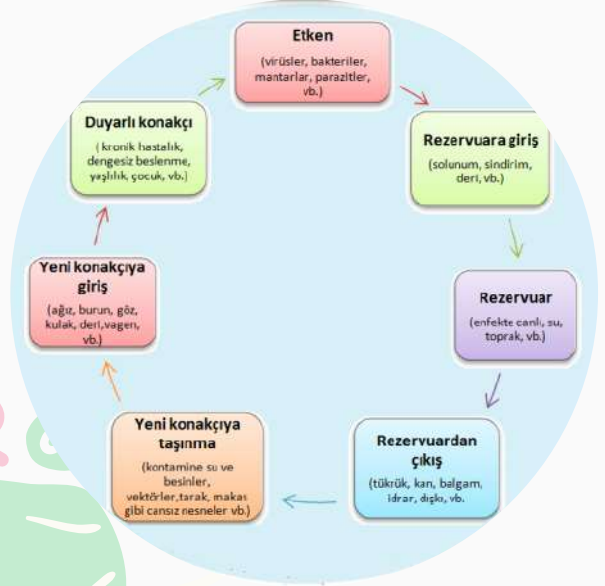 Etken
(virüsler, bakteriler,
mantarlar, parazitler,
vb.)
Rezervuara giriş
(solunum, sindirim,
deri, vb.)
Rezervuar
(enfekte canlı, su,
toprak, vb.)
Rezervuardan
çıkış
(tükrük, kan, balgam,
idrar, dışkı, vb.
Yeni konakçıya
taşınma
(kontamine su ve
besinler,
vektörler,tarak, makas
gibi cansız nesneler vb.)
Yeni konakçıya
giriş
(ağız, burun, göz,
kulak, deri,vagen,
vb.)
Duyarlı konakçı
( kronik hastalık,
dengesiz beslenme,
yaşlılık, çocuk, vb.)